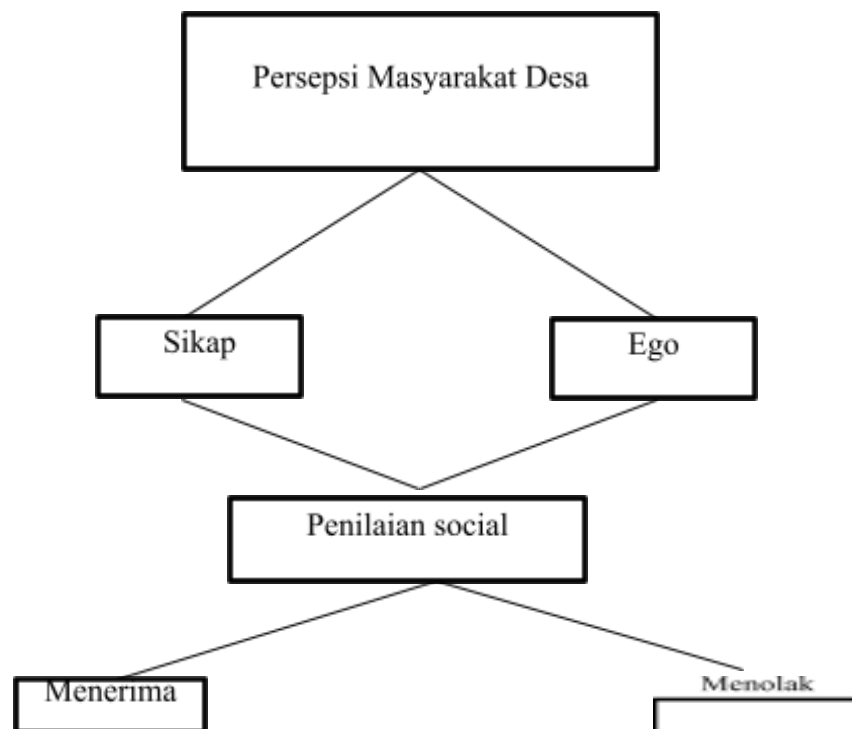 Persepsi Masyarakat Desa
Sikap
Ego
Penilaian social
Menerima
Menolak